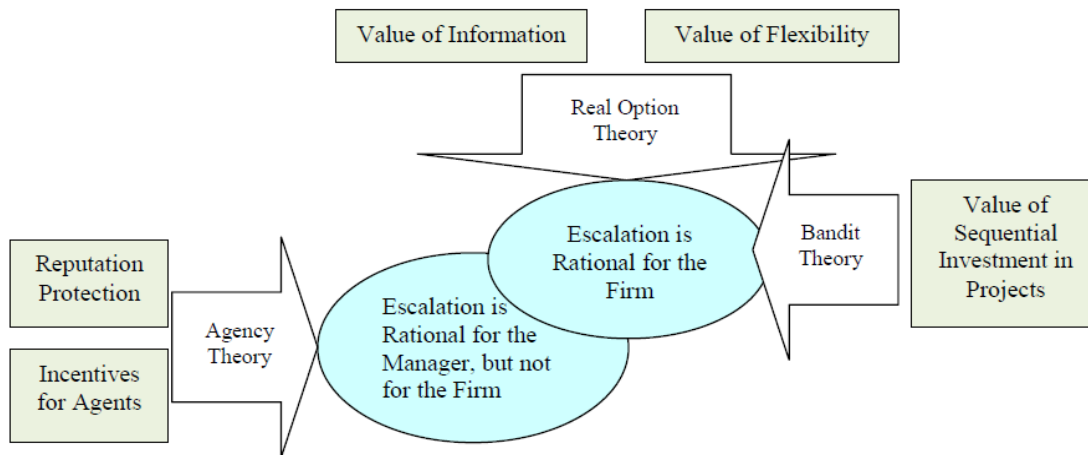 Value of Information
Value of Flexibility
Real Option
Theory
Escalation is
Rational for the
Firm
Bandit
Theory
Value of
Sequential
Investment in
Projects
Reputation
Protection
Agency
Theory
Incentives
for Agents
Escalation is
Rational for the
Manager, but not
for the Firm